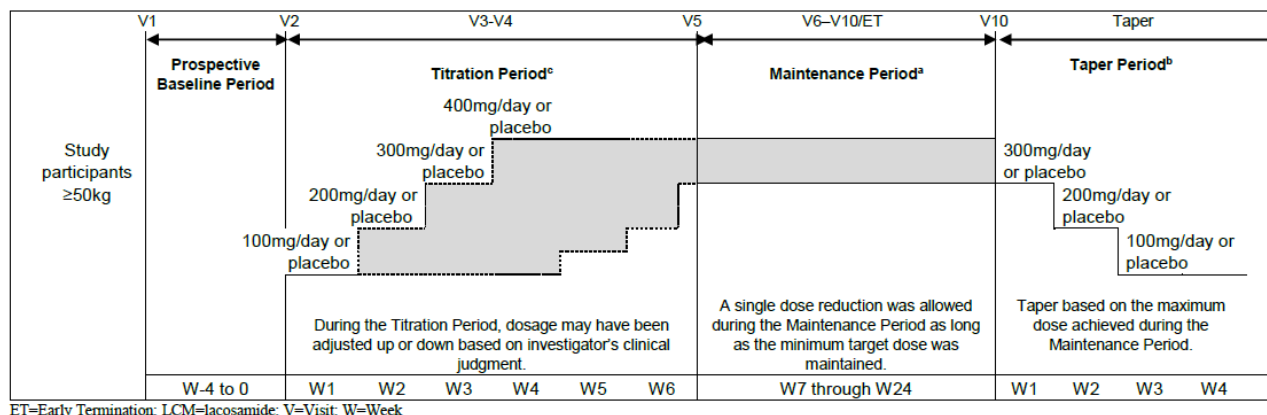 V1 V2 V3-V4 V5 V6–V10/ET V10 Taper
Prospective
Baseline Period
Titration Periodᶜ
Maintenance Periodᵃ
Taper Periodᵇ
Study
participants
≥50kg
400mg/day or
placebo
300mg/day or
placebo
200mg/day or
placebo
100mg/day or
placebo
300mg/day
or placebo
200mg/day or
placebo
100mg/day or
placebo
During the Titration Period, dosage may have been
adjusted up or down based on investigator's clinical
judgment.
A single dose reduction was allowed
during the Maintenance Period as long
as the minimum target dose was
maintained.
Taper based on the maximum
dose achieved during the
Maintenance Period.
W-4 to 0 W1 W2 W3 W4 W5 W6 W7 through W24 W1 W2 W3 W4
ET=Early Termination; LCM=lacosamide; V=Visit; W=Week